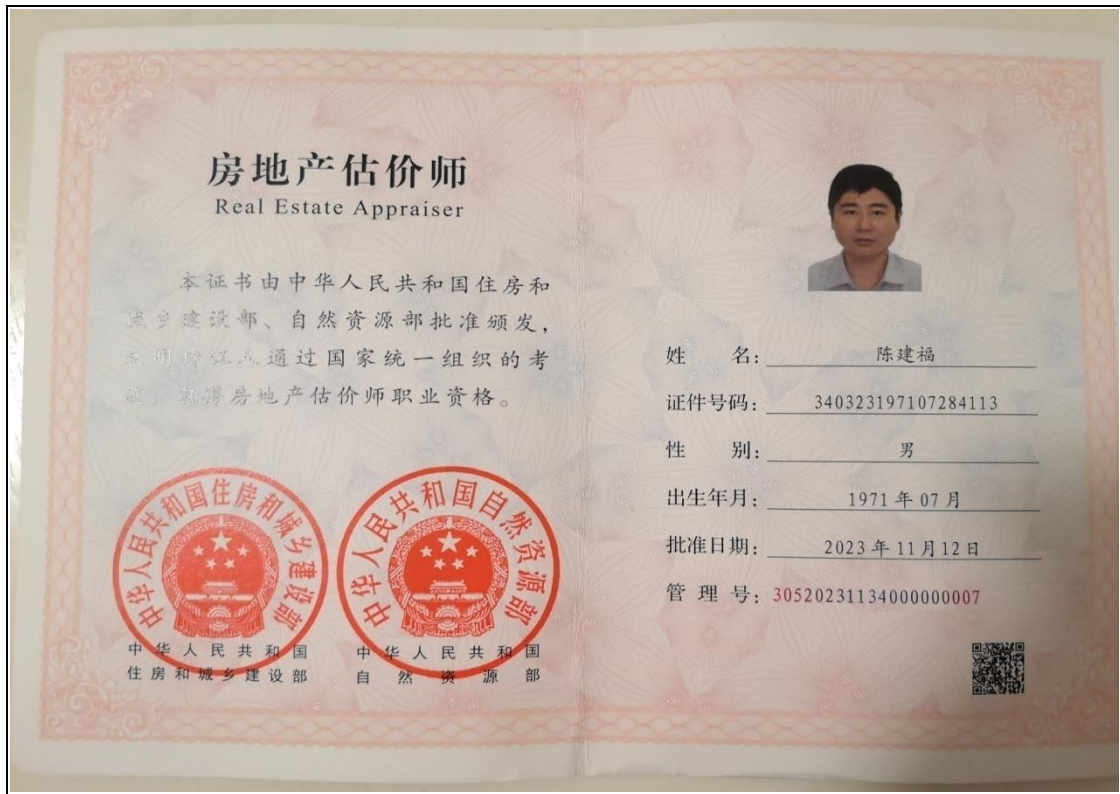 房地产估价师
Real Estate Appraiser
本证书由中华人民共和国住房和
城乡建设部、自然资源部批准颁发，
表明持证人通过国家统一组织的考
试，取得房地产估价师职业资格。
中华人民共和国住房和城乡建设部
中华人民共和国自然资源部
中华人民共和国
住房和城乡建设部
中华人民共和国
自然资源部
姓 名： 陈建福
证件号码： 340323197107284113
性 别： 男
出生年月： 1971年07月
批准日期： 2023年11月12日
管 理 号： 30520231134000000007